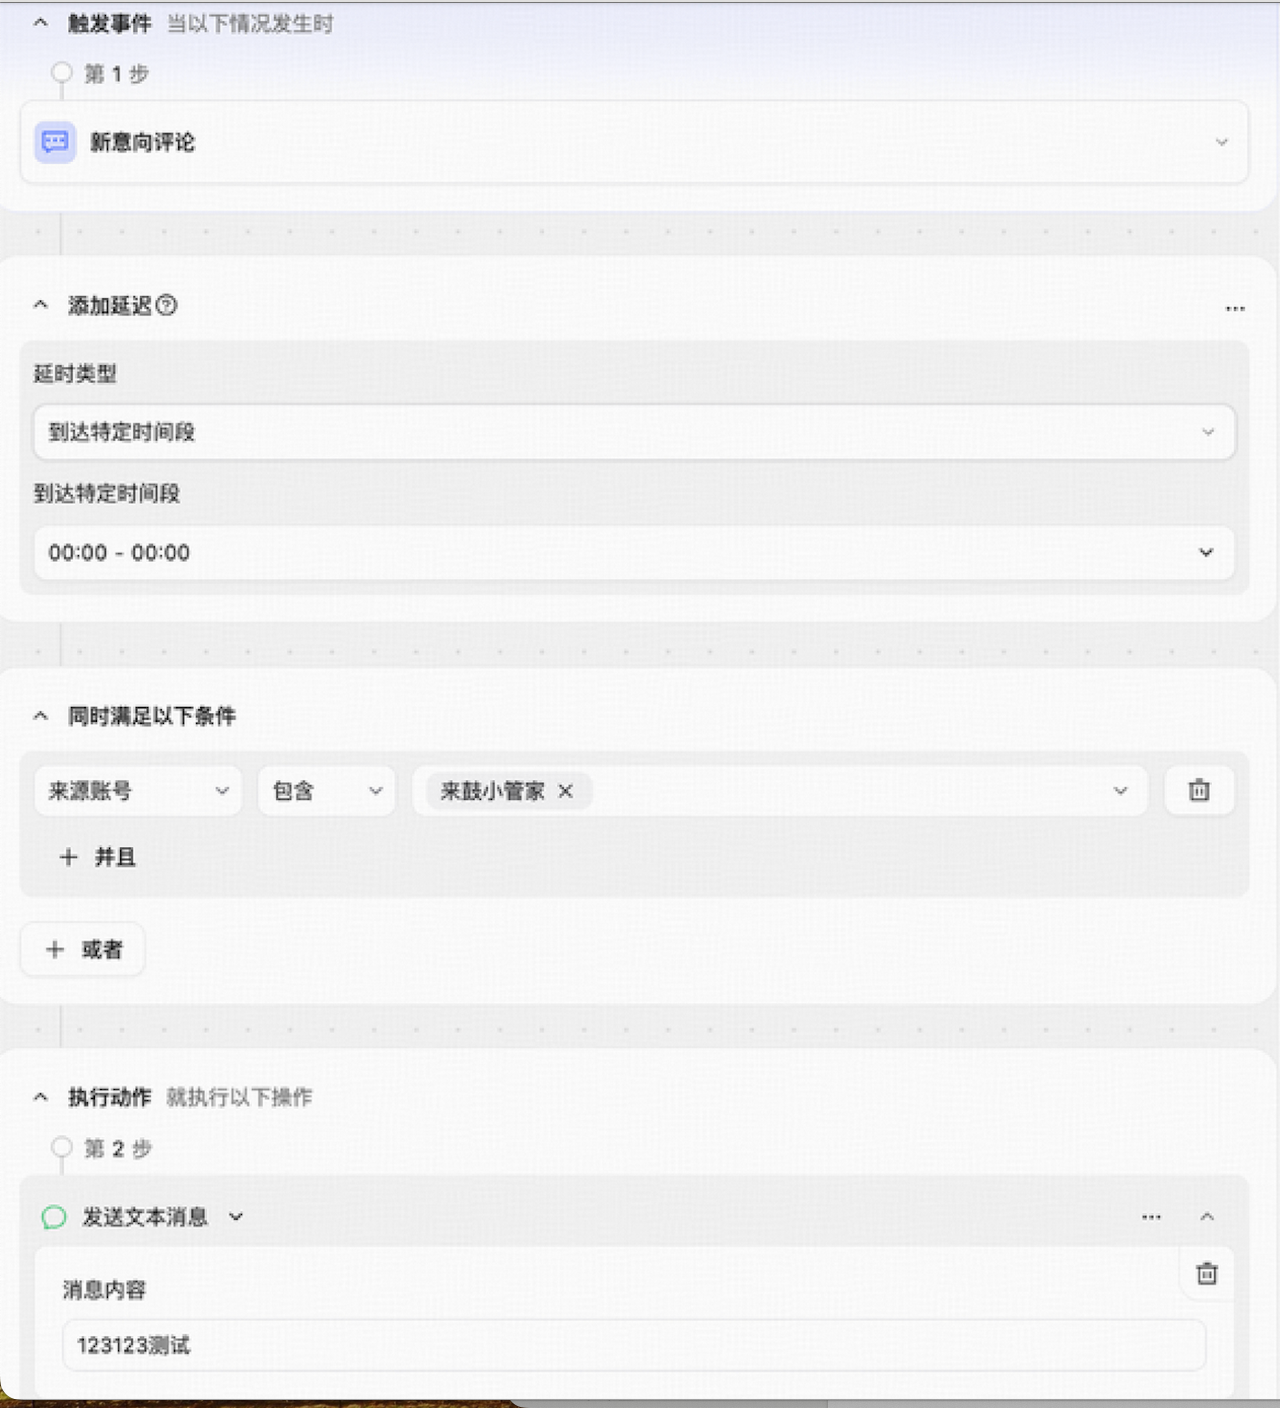 触发事件 当以下情况发生时
第 1 步
新意向评论
添加延迟?
延时类型
到达特定时间段
到达特定时间段
00:00 - 00:00
同时满足以下条件
来源账号 包含 来鼓小管家 ×
+ 并且
+ 或者
执行动作 就执行以下操作
第 2 步
发送文本消息
消息内容
123123测试